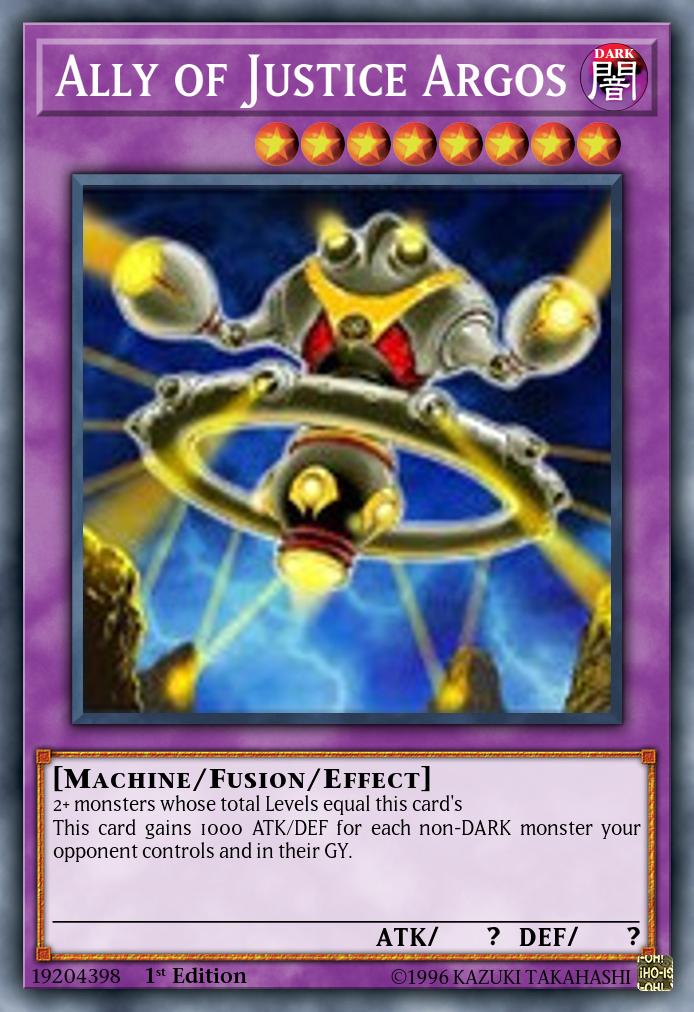 Ally of Justice Argos
DARK
闇
[Machine/Fusion/Effect]
2+ monsters whose total Levels equal this card's
This card gains 1000 ATK/DEF for each non-DARK monster your
opponent controls and in their GY.
ATK/ ? DEF/ ?
19204398 1st Edition ©1996 KAZUKI TAKAHASHI